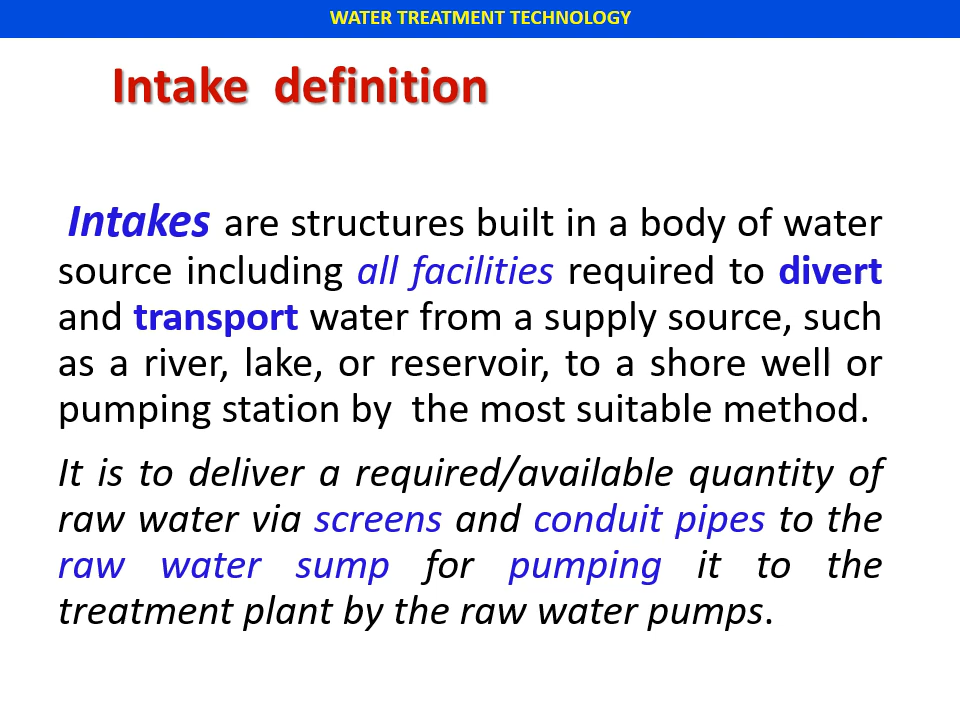 WATER TREATMENT TECHNOLOGY
Intake definition
Intakes are structures built in a body of water
source including all facilities required to divert
and transport water from a supply source, such
as a river, lake, or reservoir, to a shore well or
pumping station by the most suitable method.
It is to deliver a required/available quantity of
raw water via screens and conduit pipes to the
raw water sump for pumping it to the
treatment plant by the raw water pumps.